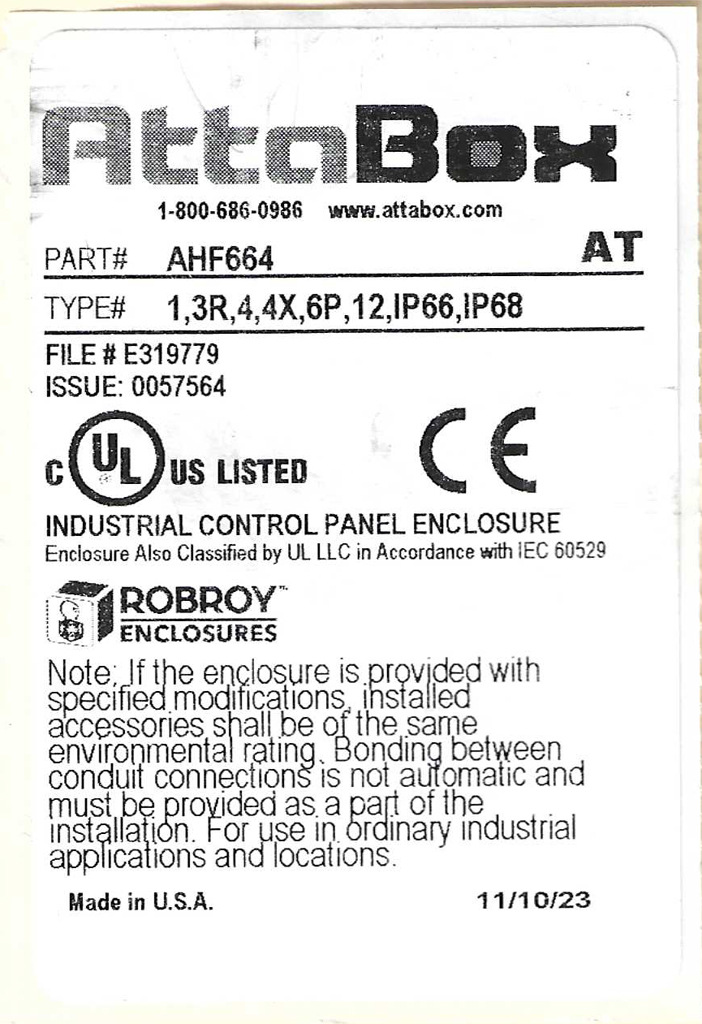 AttaBox
1-800-686-0986 www.attabox.com
PART# AHF664 AT
TYPE# 1,3R,4,4X,6P,12,IP66,IP68
FILE # E319779
ISSUE: 0057564
C UL US LISTED CE
INDUSTRIAL CONTROL PANEL ENCLOSURE
Enclosure Also Classified by UL LLC in Accordance with IEC 60529
ROBROY™
ENCLOSURES
Note: If the enclosure is provided with
specified modifications, installed
accessories shall be of the same
environmental rating. Bonding between
conduit connections is not automatic and
must be provided as a part of the
installation. For use in ordinary industrial
applications and locations.
Made in U.S.A. 11/10/23